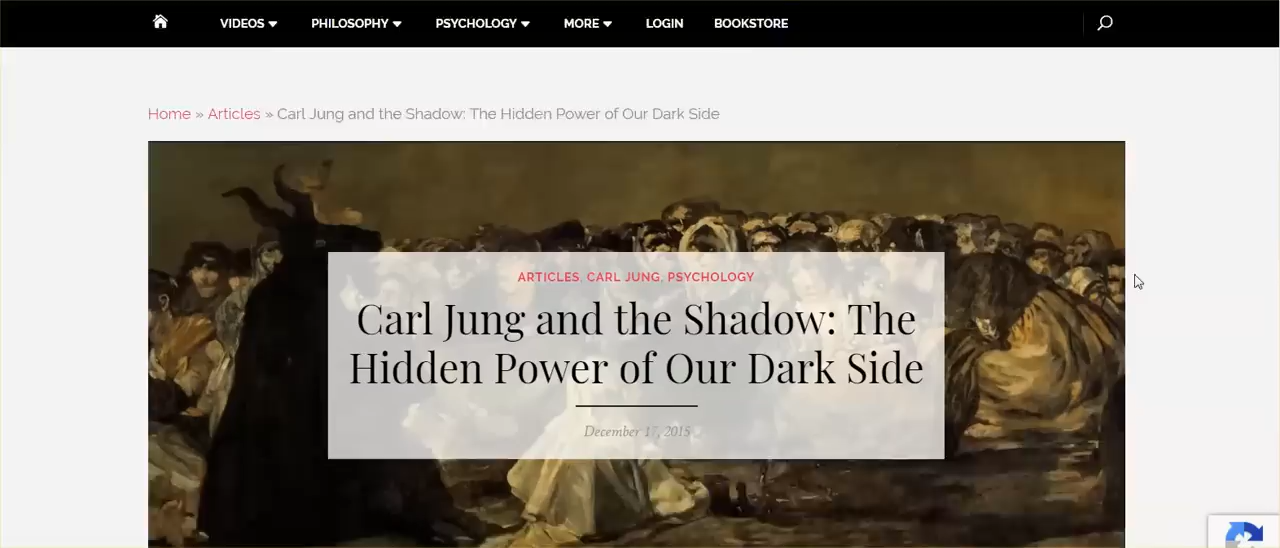 VIDEOS PHILOSOPHY PSYCHOLOGY MORE LOGIN BOOKSTORE
Home » Articles » Carl Jung and the Shadow: The Hidden Power of Our Dark Side
ARTICLES, CARL JUNG, PSYCHOLOGY
Carl Jung and the Shadow: The
Hidden Power of Our Dark Side
December 17, 2015